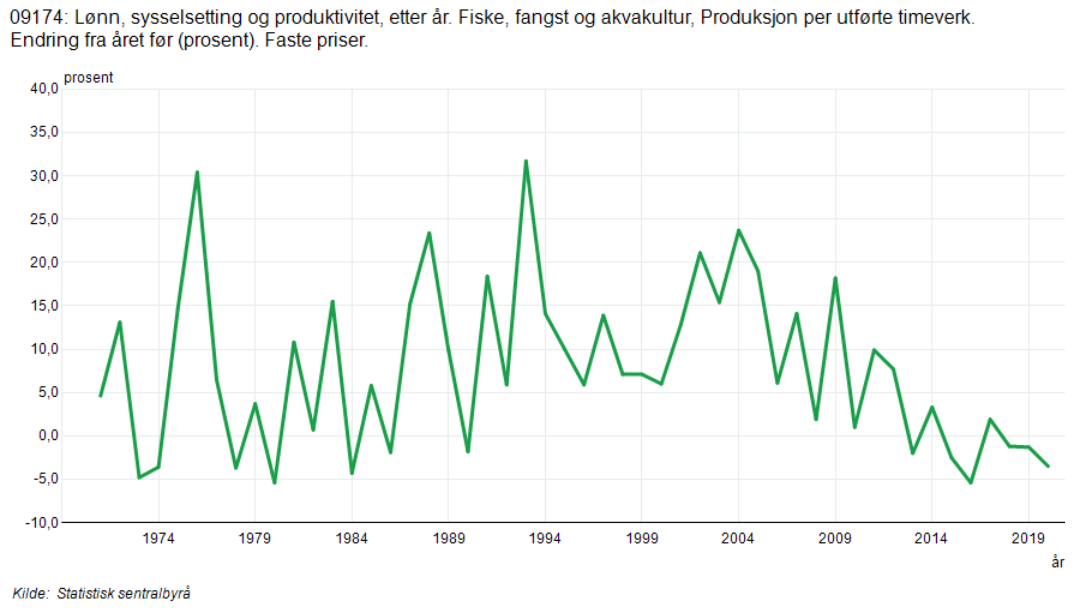 09174: Lønn, sysselsetting og produktivitet, etter år. Fiske, fangst og akvakultur, Produksjon per utførte timeverk.
Endring fra året før (prosent). Faste priser.
prosent
40,0
35,0
30,0
25,0
20,0
15,0
10,0
5,0
0,0
-5,0
-10,0
1974 1979 1984 1989 1994 1999 2004 2009 2014 2019
år
Kilde: Statistisk sentralbyrå